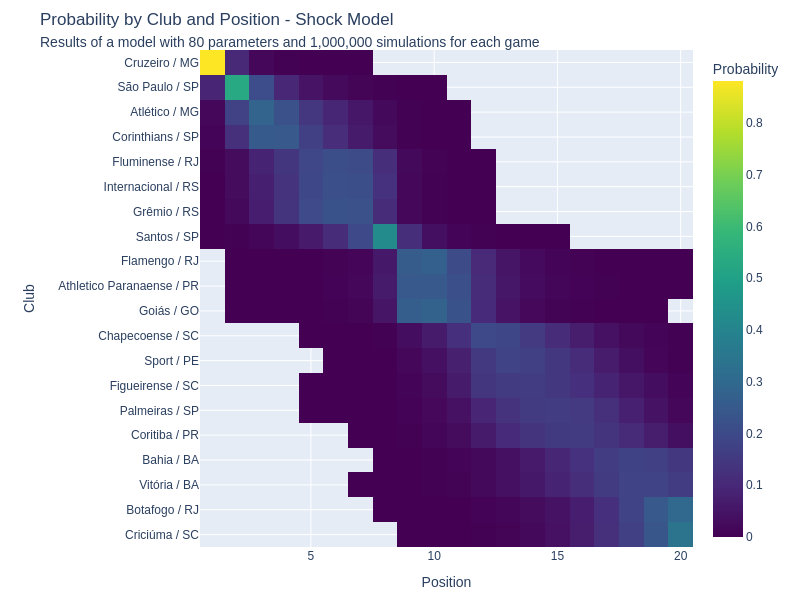 Probability by Club and Position - Shock Model
Results of a model with 80 parameters and 1,000,000 simulations for each game
Probability
Cruzeiro / MG
São Paulo / SP
Atlético / MG
Corinthians / SP
Fluminense / RJ
Internacional / RS
Grêmio / RS
Santos / SP
Flamengo / RJ
Athletico Paranaense / PR
Goiás / GO
Chapecoense / SC
Sport / PE
Figueirense / SC
Palmeiras / SP
Coritiba / PR
Bahia / BA
Vitória / BA
Botafogo / RJ
Criciúma / SC
Club
5
10
15
20
Position
0.8
0.7
0.6
0.5
0.4
0.3
0.2
0.1
0